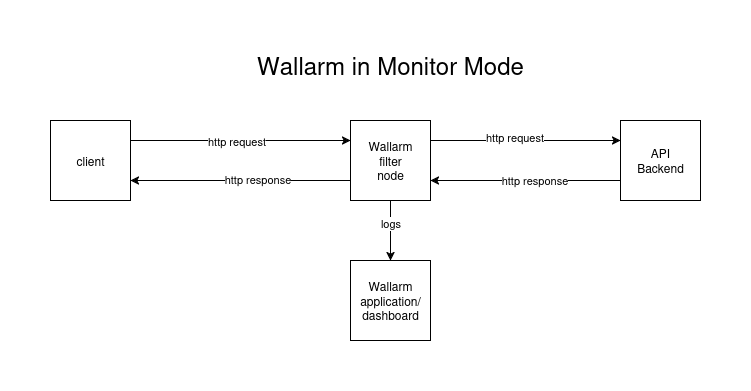 Wallarm in Monitor Mode
client
http request
http response
Wallarm
filter
node
http request
http response
API
Backend
logs
Wallarm
application/
dashboard